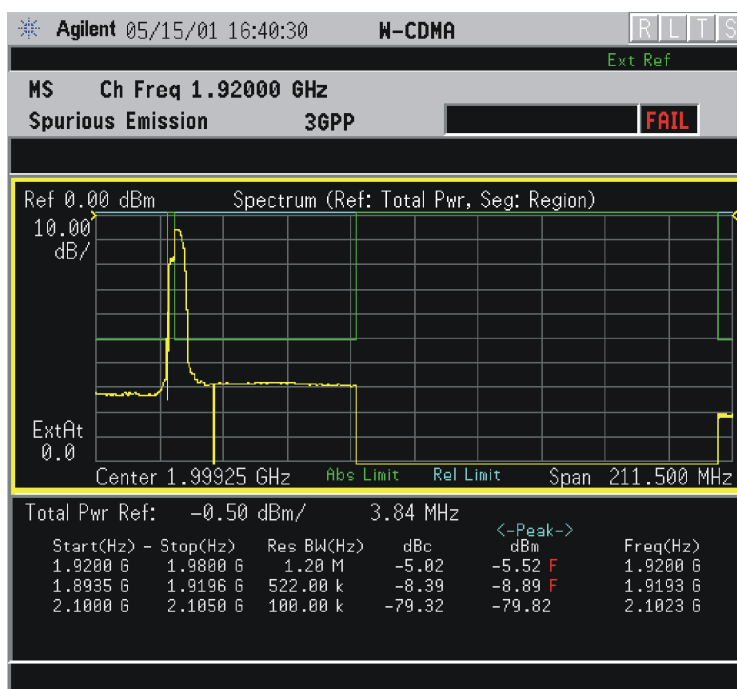 Agilent 05/15/01 16:40:30 W-CDMA R L T S
Ext Ref
MS Ch Freq 1.92000 GHz
Spurious Emission 3GPP FAIL
Ref 0.00 dBm Spectrum (Ref: Total Pwr, Seg: Region)
10.00
dB/
ExtAt
0.0
Center 1.99925 GHz Abs Limit Rel Limit Span 211.500 MHz
Total Pwr Ref: -0.50 dBm/ 3.84 MHz
<-Peak->
Start(Hz) - Stop(Hz) Res BW(Hz) dBc dBm Freq(Hz)
1.9200 G 1.9800 G 1.20 M -5.02 -5.52 F 1.9200 G
1.8935 G 1.9196 G 522.00 k -8.39 -8.89 F 1.9193 G
2.1000 G 2.1050 G 100.00 k -79.32 -79.82 2.1023 G